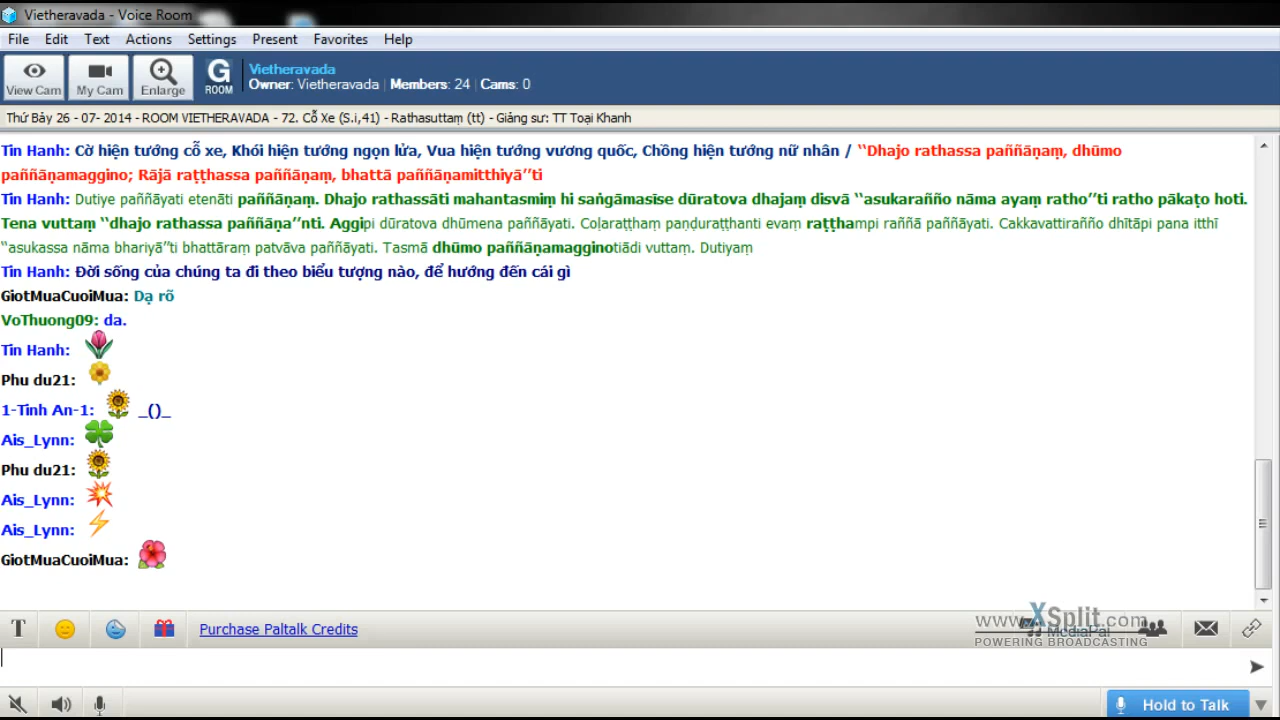 Vietheravada - Voice Room
File Edit Text Actions Settings Present Favorites Help
View Cam My Cam Enlarge G ROOM
Vietheravada
Owner: Vietheravada | Members: 24 | Cams: 0
Thứ Bảy 26 - 07- 2014 - ROOM VIETHERAVADA - 72. Cỗ Xe (S.i,41) - Rathasuttaṃ (tt) - Giảng sư: TT Toại Khanh
Tin Hanh: Cờ hiện tướng cỗ xe, Khói hiện tướng ngọn lửa, Vua hiện tướng vương quốc, Chồng hiện tướng nữ nhân / ‘‘Dhajo rathassa paññāṇaṃ, dhūmo
paññāṇamaggino; Rājā raṭṭhassa paññāṇaṃ, bhattā paññāṇamitthiyā’’ti
Tin Hanh: Dutiye paññāyati etenāti paññāṇaṃ. Dhajo rathassāti mahantasmiṃ hi saṅgāmasīse dūratova dhajaṃ disvā ‘‘asukarañño nāma ayaṃ ratho’’ti ratho pākaṭo hoti.
Tena vuttaṃ ‘‘dhajo rathassa paññāṇa’’nti. Aggipi dūratova dhūmena paññāyati. Coḷaraṭṭhaṃ paṇḍuraṭṭhanti evaṃ raṭṭhampi raññā paññāyati. Cakkavattirañño dhītāpi pana itthī
‘‘asukassa nāma bhariyā’’ti bhattāraṃ patvāva paññāyati. Tasmā dhūmo paññāṇamagginotiādi vuttaṃ. Dutiyaṃ
Tin Hanh: Đời sống của chúng ta đi theo biểu tượng nào, để hướng đến cái gì
GiotMuaCuoiMua: Dạ rõ
VoThuong09: da.
Tin Hanh:
Phu du21:
1-Tinh An-1: _()_
Ais_Lynn:
Phu du21:
Ais_Lynn:
Ais_Lynn:
GiotMuaCuoiMua:
T Purchase Paltalk Credits
www.XSplit.com
MediaPal
POWERING BROADCASTING
Hold to Talk